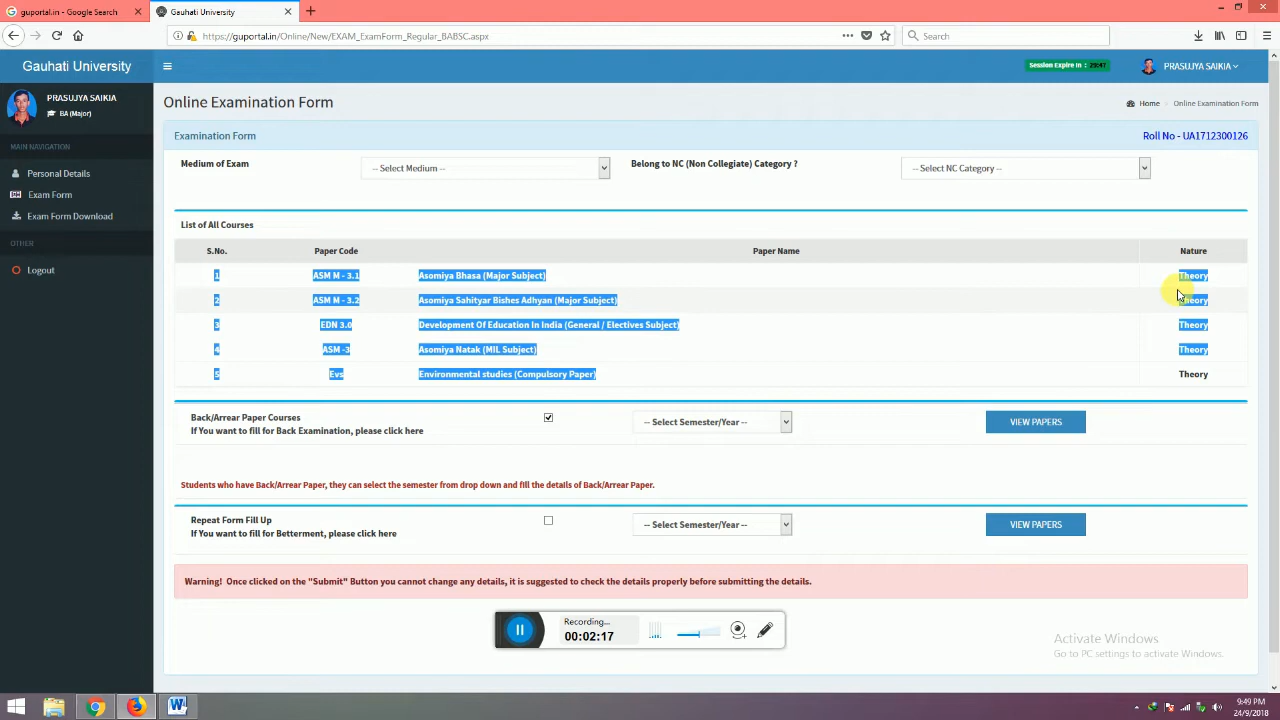 guportal.in - Google Search
Gauhati University
https://guportal.in/Online/New/EXAM_ExamForm_Regular_BABSC.aspx
Search
Gauhati University
Session Expire In : 29:47
PRASUJYA SAIKIA
PRASUJYA SAIKIA
BA (Major)
Online Examination Form
Home - Online Examination Form
MAIN NAVIGATION
Personal Details
Exam Form
Exam Form Download
OTHER
Logout
Examination Form
Roll No - UA1712300126
Medium of Exam
-- Select Medium --
Belong to NC (Non Collegiate) Category ?
-- Select NC Category --
List of All Courses
S.No. Paper Code Paper Name Nature
1 ASM M - 3.1 Asomiya Bhasa (Major Subject) Theory
2 ASM M - 3.2 Asomiya Sahityar Bishes Adhyan (Major Subject) Theory
3 EDN 3.0 Development Of Education In India (General / Electives Subject) Theory
4 ASM -3 Asomiya Natak (MIL Subject) Theory
5 Evs Environmental studies (Compulsory Paper) Theory
Back/Arrear Paper Courses
If You want to fill for Back Examination, please click here
-- Select Semester/Year --
VIEW PAPERS
Students who have Back/Arrear Paper, they can select the semester from drop down and fill the details of Back/Arrear Paper.
Repeat Form Fill Up
If You want to fill for Betterment, please click here
-- Select Semester/Year --
VIEW PAPERS
Warning! Once clicked on the "Submit" Button you cannot change any details, it is suggested to check the details properly before submitting the details.
Recording...
00:02:17
Activate Windows
Go to PC settings to activate Windows.
9:49 PM
24/9/2018